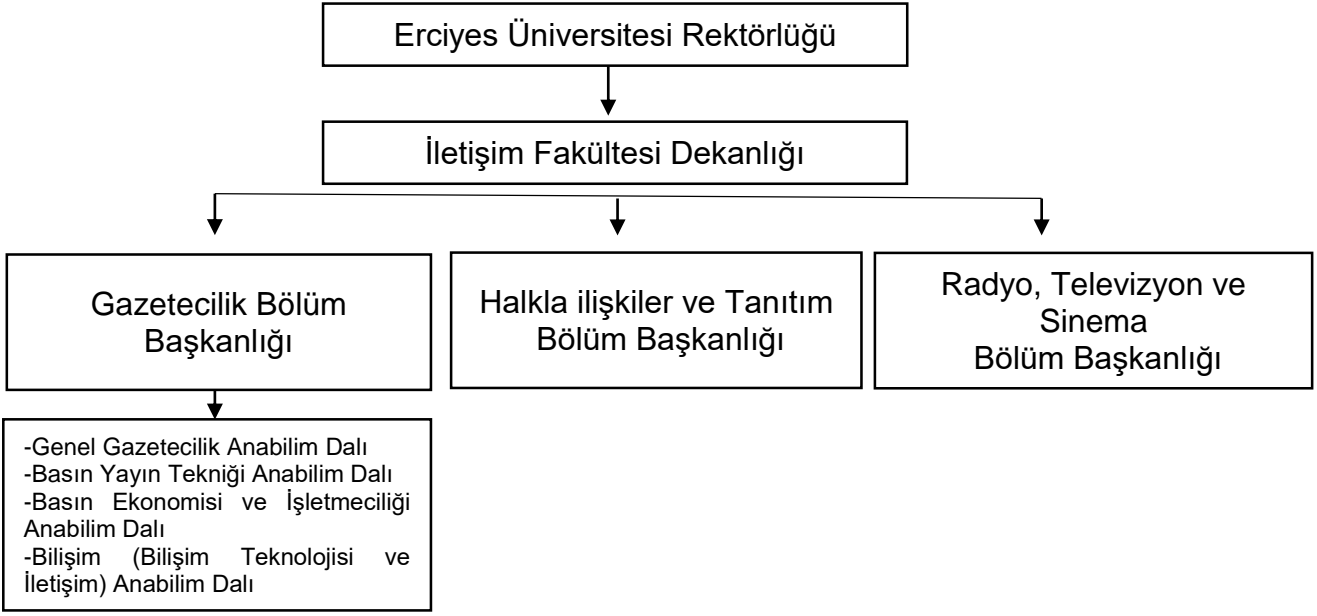 Erciyes Üniversitesi Rektörlüğü
İletişim Fakültesi Dekanlığı
Gazetecilik Bölüm
Başkanlığı
Halkla ilişkiler ve Tanıtım
Bölüm Başkanlığı
Radyo, Televizyon ve
Sinema
Bölüm Başkanlığı
-Genel Gazetecilik Anabilim Dalı
-Basın Yayın Tekniği Anabilim Dalı
-Basın Ekonomisi ve İşletmeciliği
Anabilim Dalı
-Bilişim (Bilişim Teknolojisi ve
İletişim) Anabilim Dalı